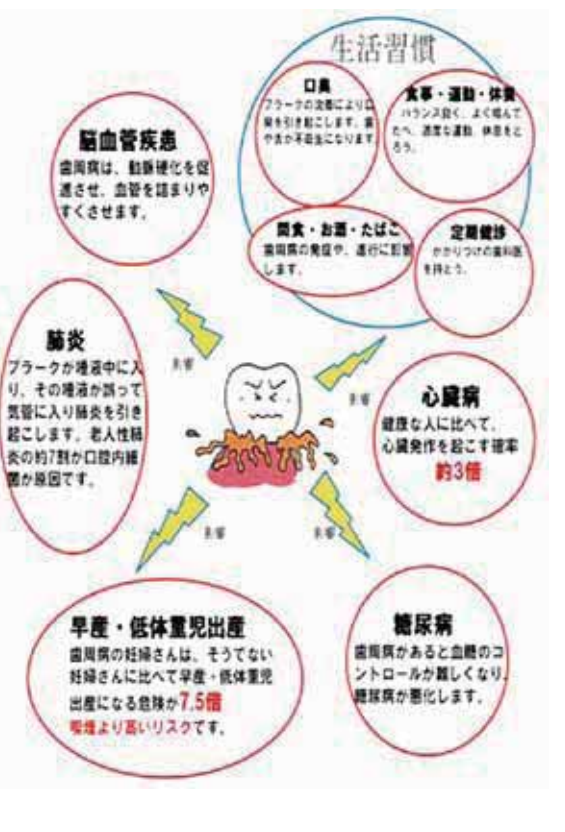 生活習慣
口臭
プラークの沈着により口
臭を引き起こします。歯
や舌が不衛生になります
食事・運動・休養
バランス良く、よく噛んで
たべ、適度な運動、休息をと
ろう。
間食・お酒・たばこ
歯周病の発症や、進行に影響
します。
定期健診
かかりつけの歯科医
を持とう。
脳血管疾患
歯周病は、動脈硬化を促
進させ、血管を詰まりや
すくさせます。
肺炎
プラークが唾液中に入
り、その唾液が誤って
気管に入り肺炎を引き
起こします。老人性肺
炎の約7割が口腔内細
菌が原因です。
影響
影響
心臓病
健康な人に比べて、
心臓発作を起こす確率
約3倍
影響
影響
早産・低体重児出産
歯周病の妊婦さんは、そうでない
妊婦さんに比べて早産・低体重児
出産になる危険が7.5倍
喫煙より高いリスクです。
糖尿病
歯周病があると血糖のコ
ントロールが難しくなり、
糖尿病が悪化します。